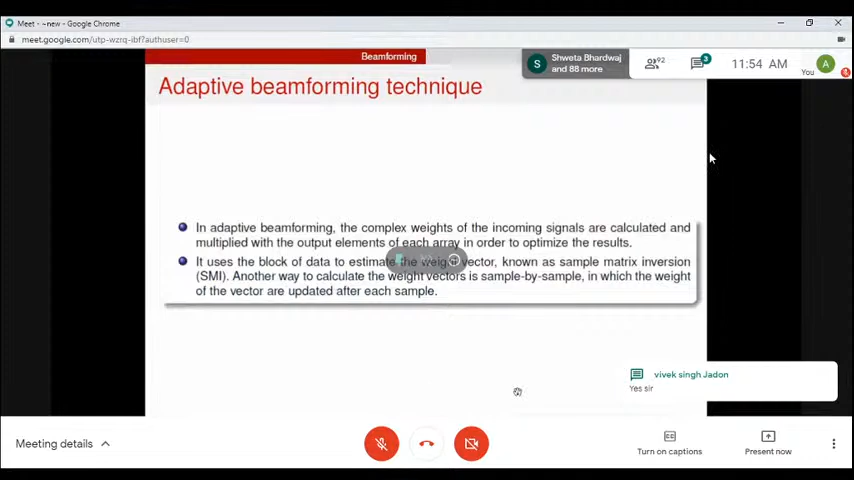 Meet - ~new - Google Chrome
meet.google.com/utp-wzrq-ibf?authuser=0
Beamforming
Shweta Bhardwaj
and 88 more
S
92
3
11:54 AM
You
A
Adaptive beamforming technique
In adaptive beamforming, the complex weights of the incoming signals are calculated and
multiplied with the output elements of each array in order to optimize the results.
It uses the block of data to estimate the weight vector, known as sample matrix inversion
(SMI). Another way to calculate the weight vectors is sample-by-sample, in which the weight
of the vector are updated after each sample.
vivek singh Jadon
Yes sir
Meeting details
Turn on captions
Present now